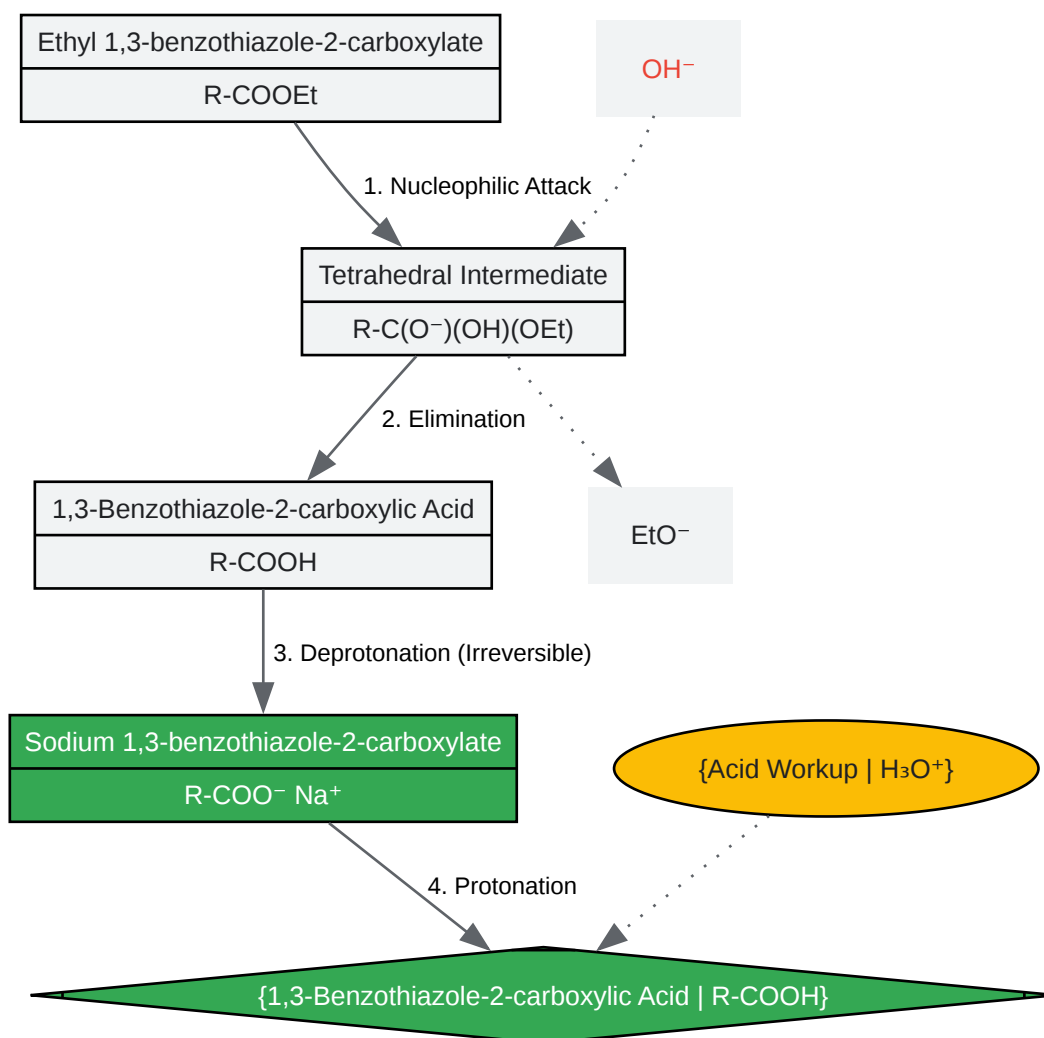 Ethyl 1,3-benzothiazole-2-carboxylate
R-COOEt
OH⁻
1. Nucleophilic Attack
Tetrahedral Intermediate
R-C(O⁻)(OH)(OEt)
2. Elimination
1,3-Benzothiazole-2-carboxylic Acid
R-COOH
EtO⁻
3. Deprotonation (Irreversible)
Sodium 1,3-benzothiazole-2-carboxylate
R-COO⁻ Na⁺
{Acid Workup | H₃O⁺}
4. Protonation
{1,3-Benzothiazole-2-carboxylic Acid | R-COOH}